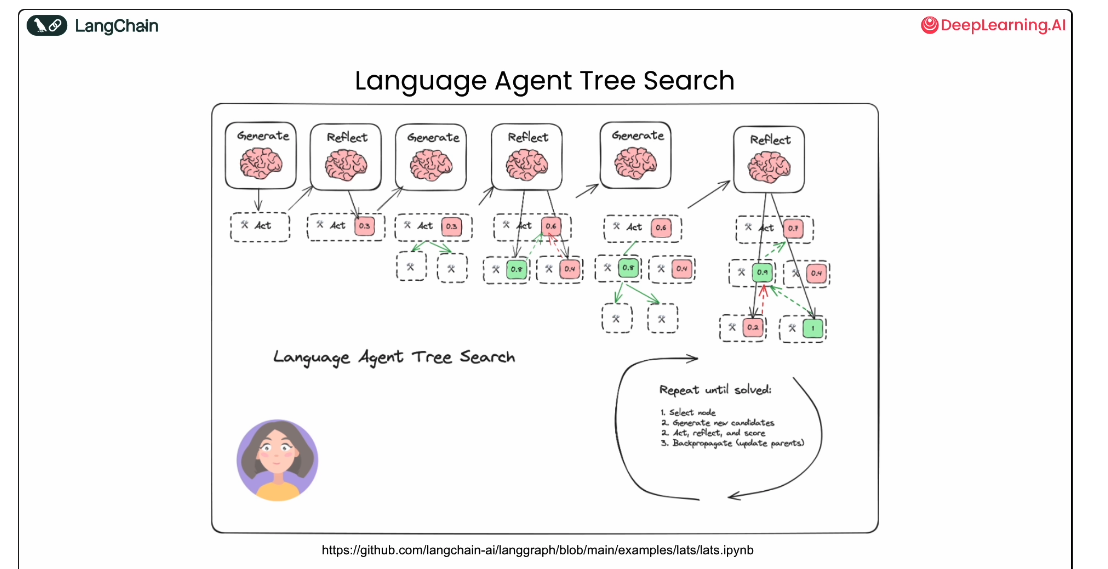 LangChain
DeepLearning.AI
Language Agent Tree Search
Generate
Reflect
Generate
Reflect
Generate
Reflect
Act
Act 0.3
Act 0.3
Act 0.6
Act 0.6
Act 0.7
0.8
0.4
0.8
0.4
0.9
0.4
0.2
1
Language Agent Tree Search
Repeat until solved:
1. Select node
2. Generate new candidates
2. Act, reflect, and score
3. Backpropagate (update parents)
https://github.com/langchain-ai/langgraph/blob/main/examples/lats/lats.ipynb